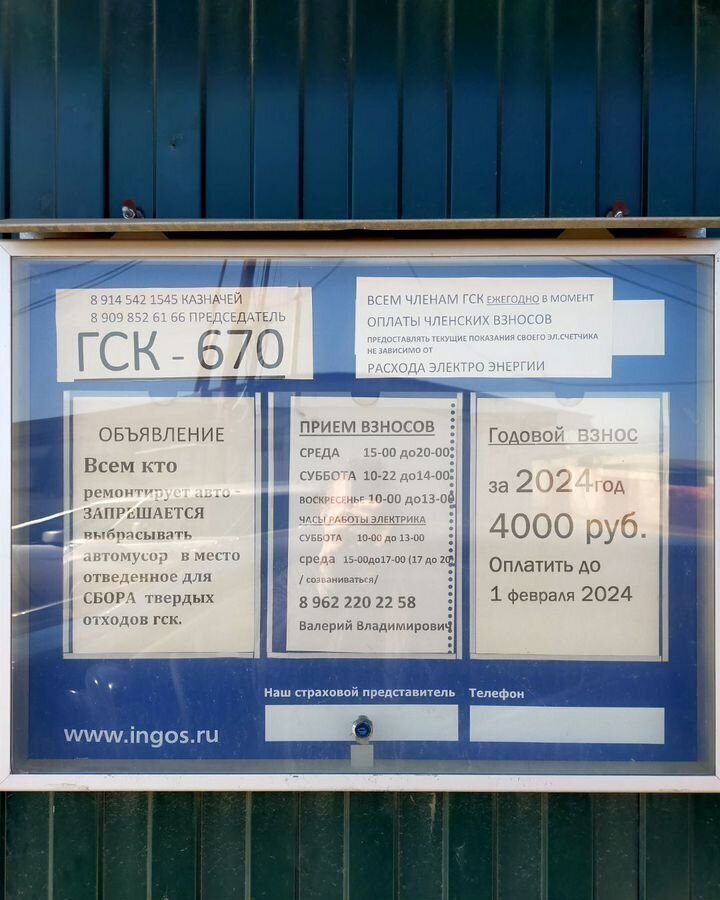 8 914 542 1545 КАЗНАЧЕЙ
8 909 852 61 66 ПРЕДСЕДАТЕЛЬ
ГСК - 670
ВСЕМ ЧЛЕНАМ ГСК ЕЖЕГОДНО В МОМЕНТ
ОПЛАТЫ ЧЛЕНСКИХ ВЗНОСОВ
ПРЕДОСТАВЛЯТЬ ТЕКУЩИЕ ПОКАЗАНИЯ СВОЕГО ЭЛ.СЧЕТЧИКА
НЕ ЗАВИСИМО ОТ
РАСХОДА ЭЛЕКТРО ЭНЕРГИИ
ОБЪЯВЛЕНИЕ
Всем кто
ремонтирует авто -
ЗАПРЕШАЕТСЯ
выбрасывать
автомусор в место
отведенное для
СБОРА твердых
отходов гск.
ПРИЕМ ВЗНОСОВ
СРЕДА 15-00 до20-00
СУББОТА 10-22 до14-00
ВОСКРЕСЕНЬЕ 10-00 до13-00
ЧАСЫ РАБОТЫ ЭЛЕКТРИКА
СУББОТА 10-00 до 13-00
среда 15-00до17-00 (17 до 20
/ созваниваться/
8 962 220 22 58
Валерий Владимирович
Годовой взнос
за 2024год
4000 руб.
Оплатить до
1 февраля 2024
Наш страховой представитель
Телефон
www.ingos.ru